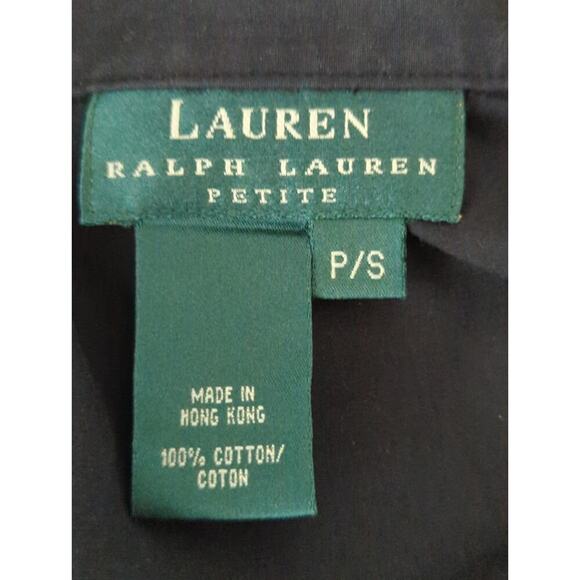 LAUREN
RALPH LAUREN
PETITE
P/S
MADE IN
HONG KONG
100% COTTON/
COTON